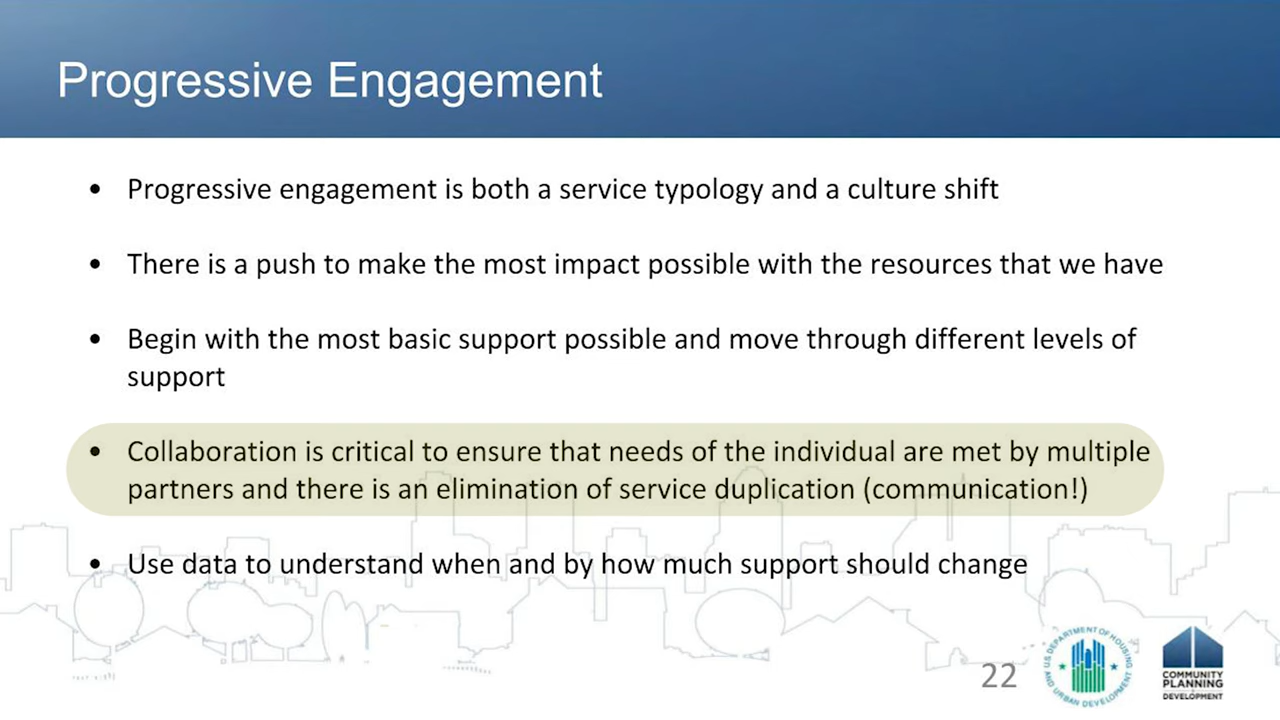 Progressive Engagement
• Progressive engagement is both a service typology and a culture shift
• There is a push to make the most impact possible with the resources that we have
• Begin with the most basic support possible and move through different levels of
support
• Collaboration is critical to ensure that needs of the individual are met by multiple
partners and there is an elimination of service duplication (communication!)
• Use data to understand when and by how much support should change
22
U.S. DEPARTMENT OF HOUSING
AND URBAN DEVELOPMENT
COMMUNITY
PLANNING
DEVELOPMENT